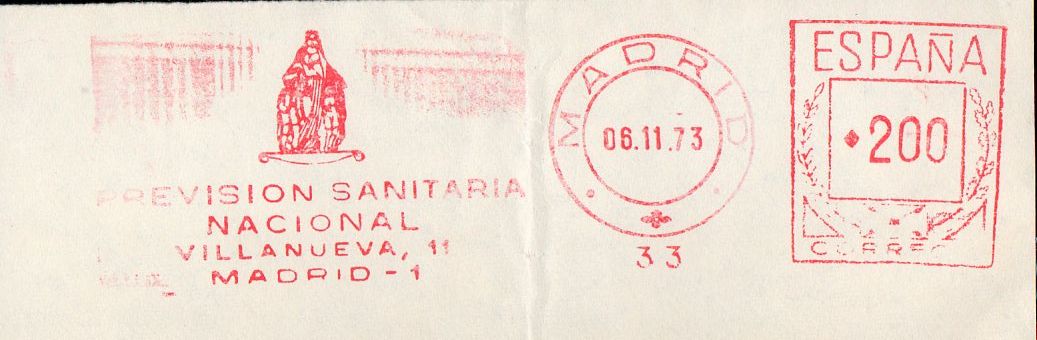 PREVISION SANITARIA
NACIONAL
VILLANUEVA, 11
MADRID - 1
MADRID
06.11.73
33
ESPAÑA
200
CORREOS